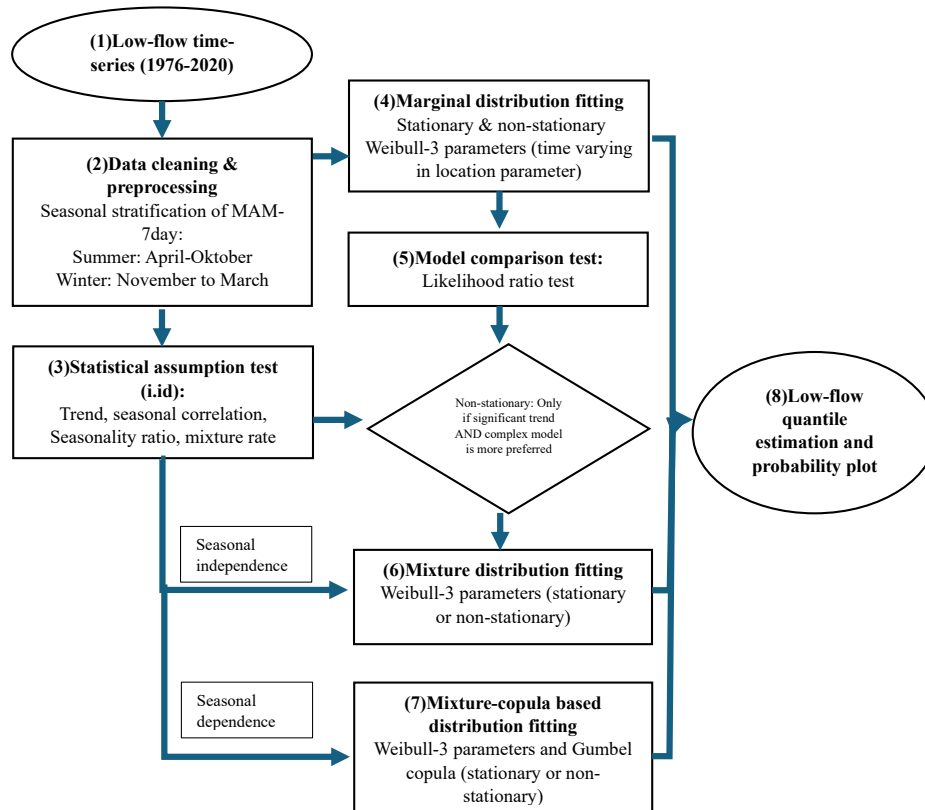 (1)Low-flow time-
series (1976-2020)
(2)Data cleaning &
preprocessing
Seasonal stratification of MAM-
7day:
Summer: April-Oktober
Winter: November to March
(3)Statistical assumption test
(i.id):
Trend, seasonal correlation,
Seasonality ratio, mixture rate
(4)Marginal distribution fitting
Stationary & non-stationary
Weibull-3 parameters (time varying
in location parameter)
(5)Model comparison test:
Likelihood ratio test
Non-stationary: Only
if significant trend
AND complex model
is more preferred
Seasonal
independence
(6)Mixture distribution fitting
Weibull-3 parameters (stationary
or non-stationary)
Seasonal
dependence
(7)Mixture-copula based
distribution fitting
Weibull-3 parameters and Gumbel
copula (stationary or non-
stationary)
(8)Low-flow
quantile
estimation and
probability plot